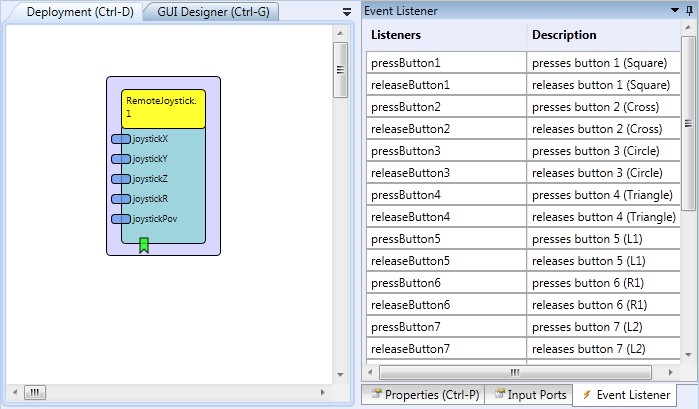 Deployment (Ctrl-D)
GUI Designer (Ctrl-G)
RemoteJoystick.
1
joystickX
joystickY
joystickZ
joystickR
joystickPov
Event Listener
Listeners Description
pressButton1 presses button 1 (Square)
releaseButton1 releases button 1 (Square)
pressButton2 presses button 2 (Cross)
releaseButton2 releases button 2 (Cross)
pressButton3 presses button 3 (Circle)
releaseButton3 releases button 3 (Circle)
pressButton4 presses button 4 (Triangle)
releaseButton4 releases button 4 (Triangle)
pressButton5 presses button 5 (L1)
releaseButton5 releases button 5 (L1)
pressButton6 presses button 6 (R1)
releaseButton6 releases button 6 (R1)
pressButton7 presses button 7 (L2)
releaseButton7 releases button 7 (L2)
Properties (Ctrl-P)
Input Ports
Event Listener